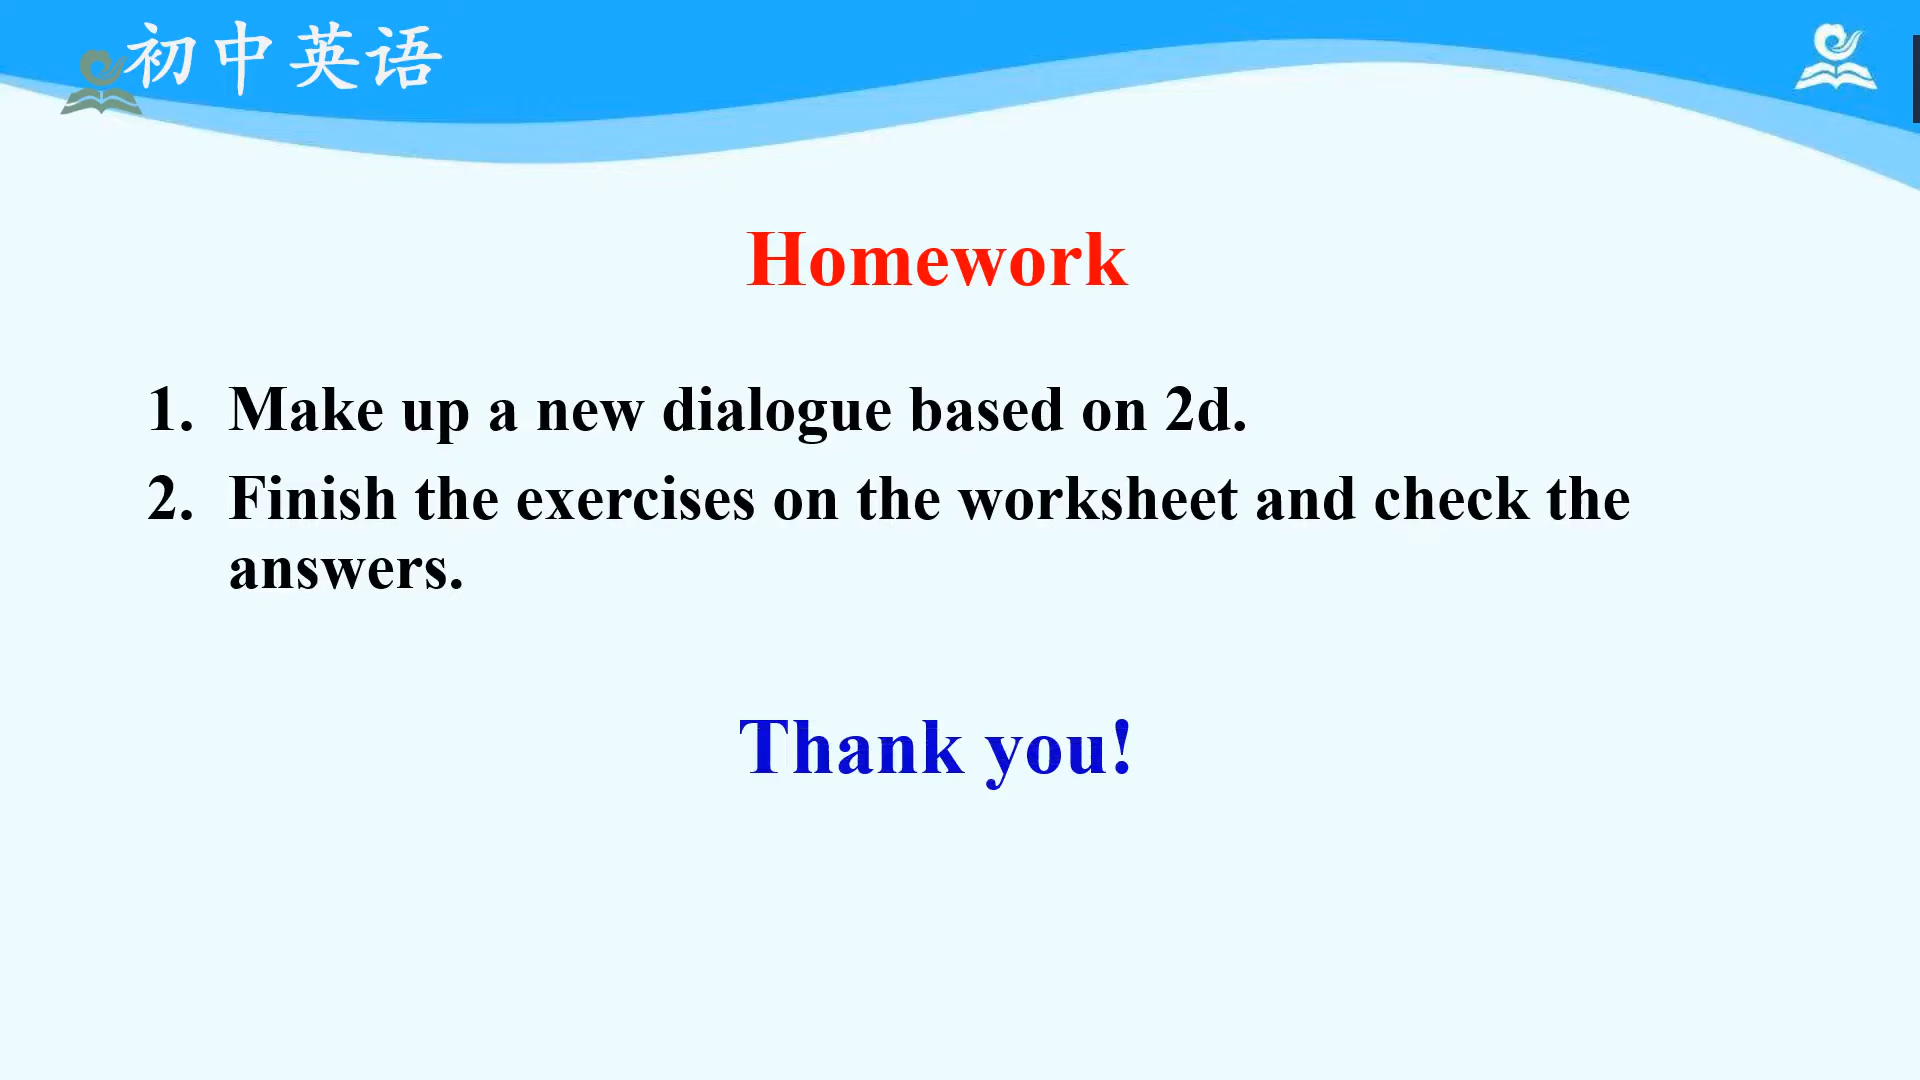 初中英语
Homework
1. Make up a new dialogue based on 2d.
2. Finish the exercises on the worksheet and check the
answers.
Thank you!